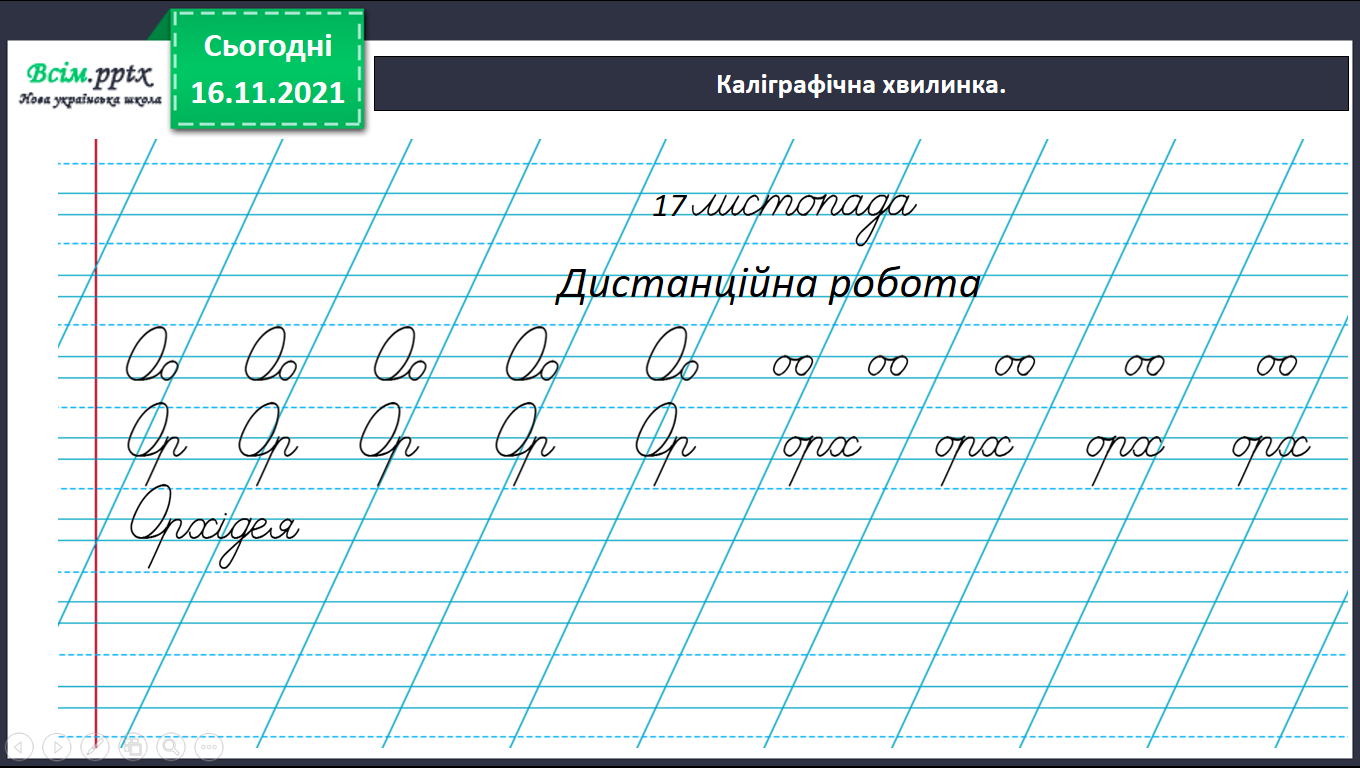 Всім.pptx
Нова українська школа
Сьогодні
16.11.2021
Каліграфічна хвилинка.
17 листопада
Дистанційна робота
Оо Оо Оо Оо Оо оо оо оо оо оо
Ор Ор Ор Ор Ор орх орх орх орх
Орхідея